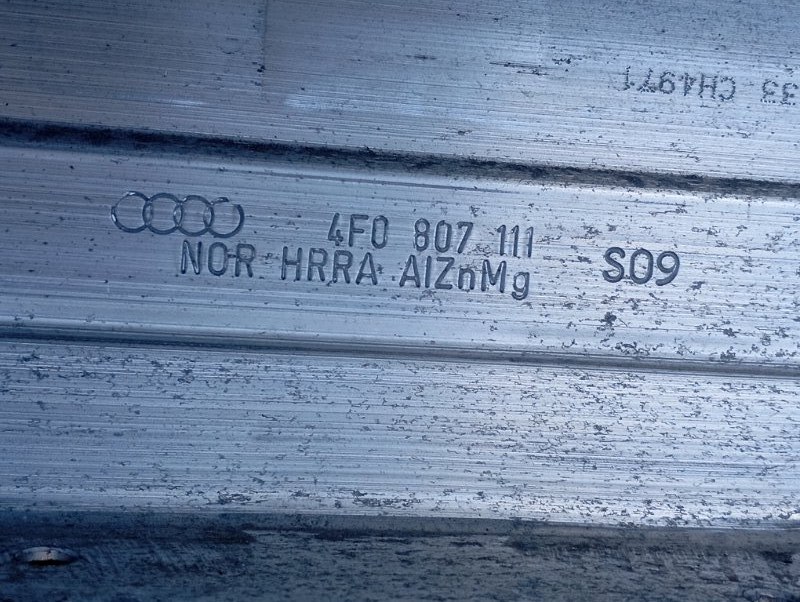 33 CH4971
4F0 807 111
NOR HRRA AlZnMg S09